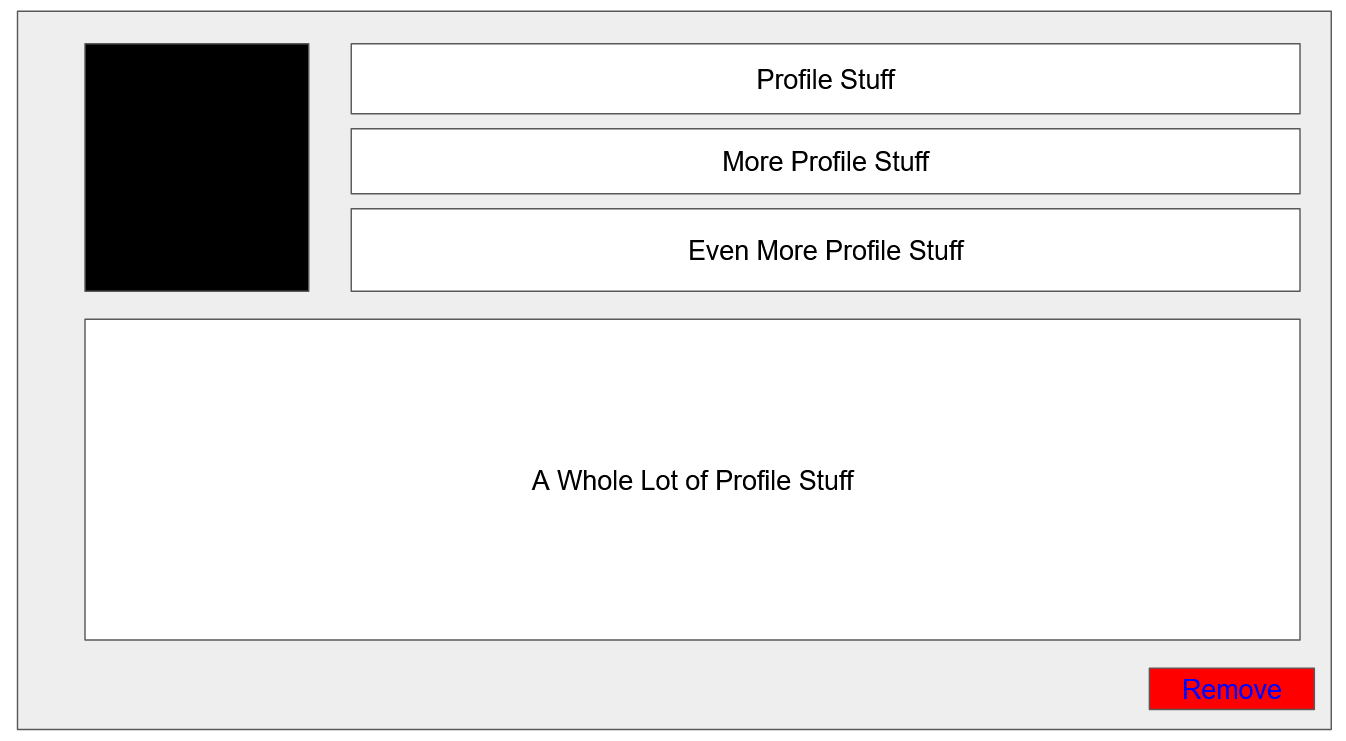 Profile Stuff
More Profile Stuff
Even More Profile Stuff
A Whole Lot of Profile Stuff
Remove